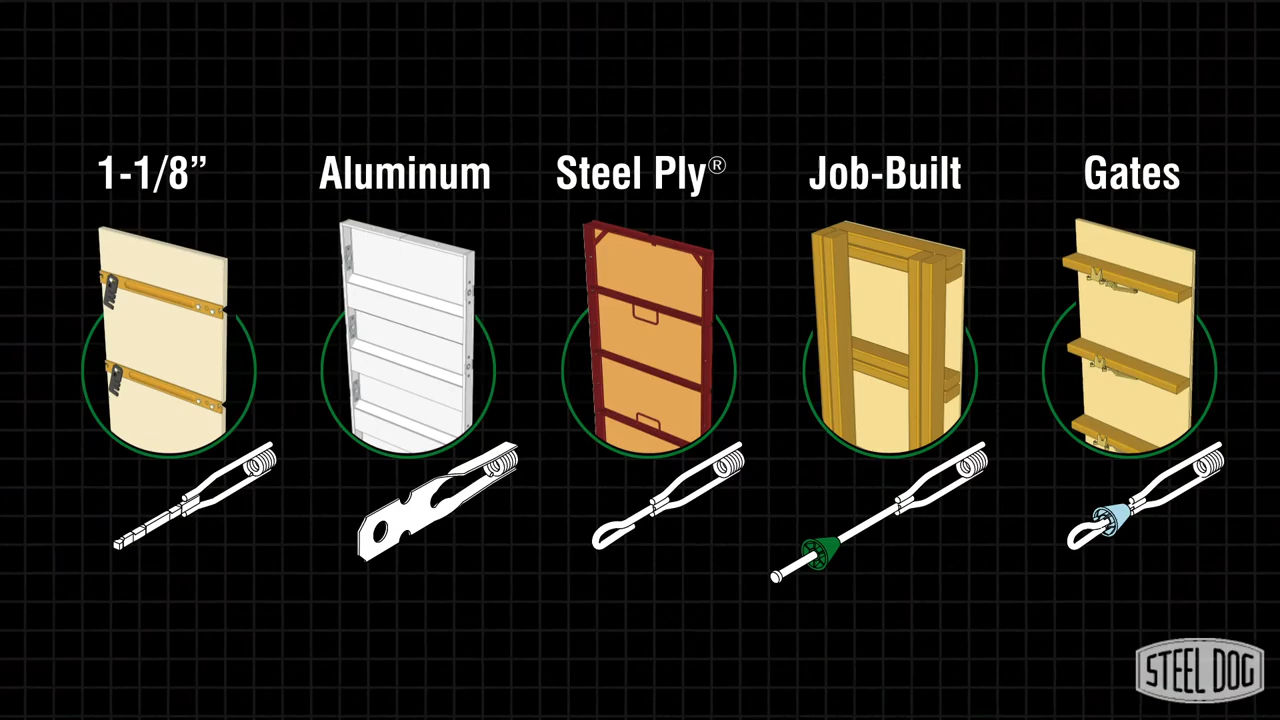 1-1/8”
Aluminum
Steel Ply®
Job-Built
Gates
STEEL DOG